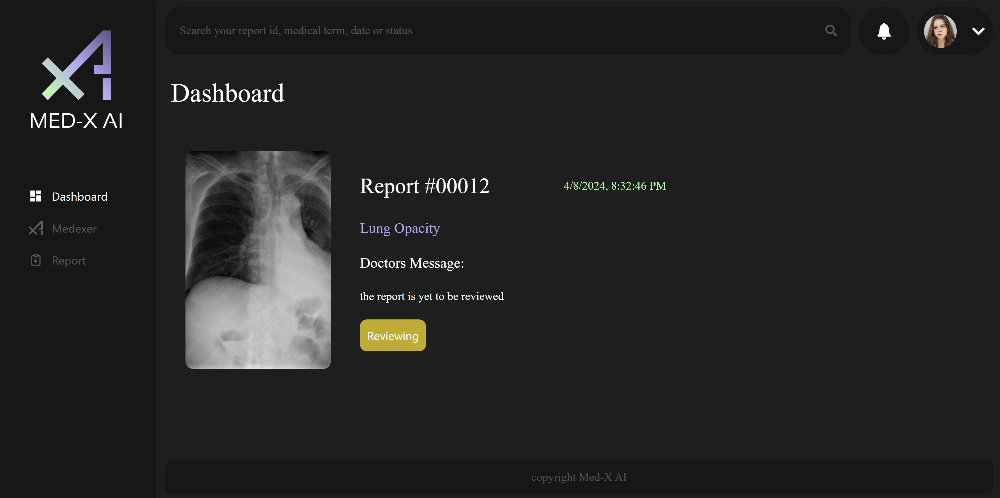 MED-X AI
Dashboard
Medexer
Report
Search your report id, medical term, date or status
Dashboard
Report #00012
4/8/2024, 8:32:46 PM
Lung Opacity
Doctors Message:
the report is yet to be reviewed
Reviewing
copyright Med-X AI